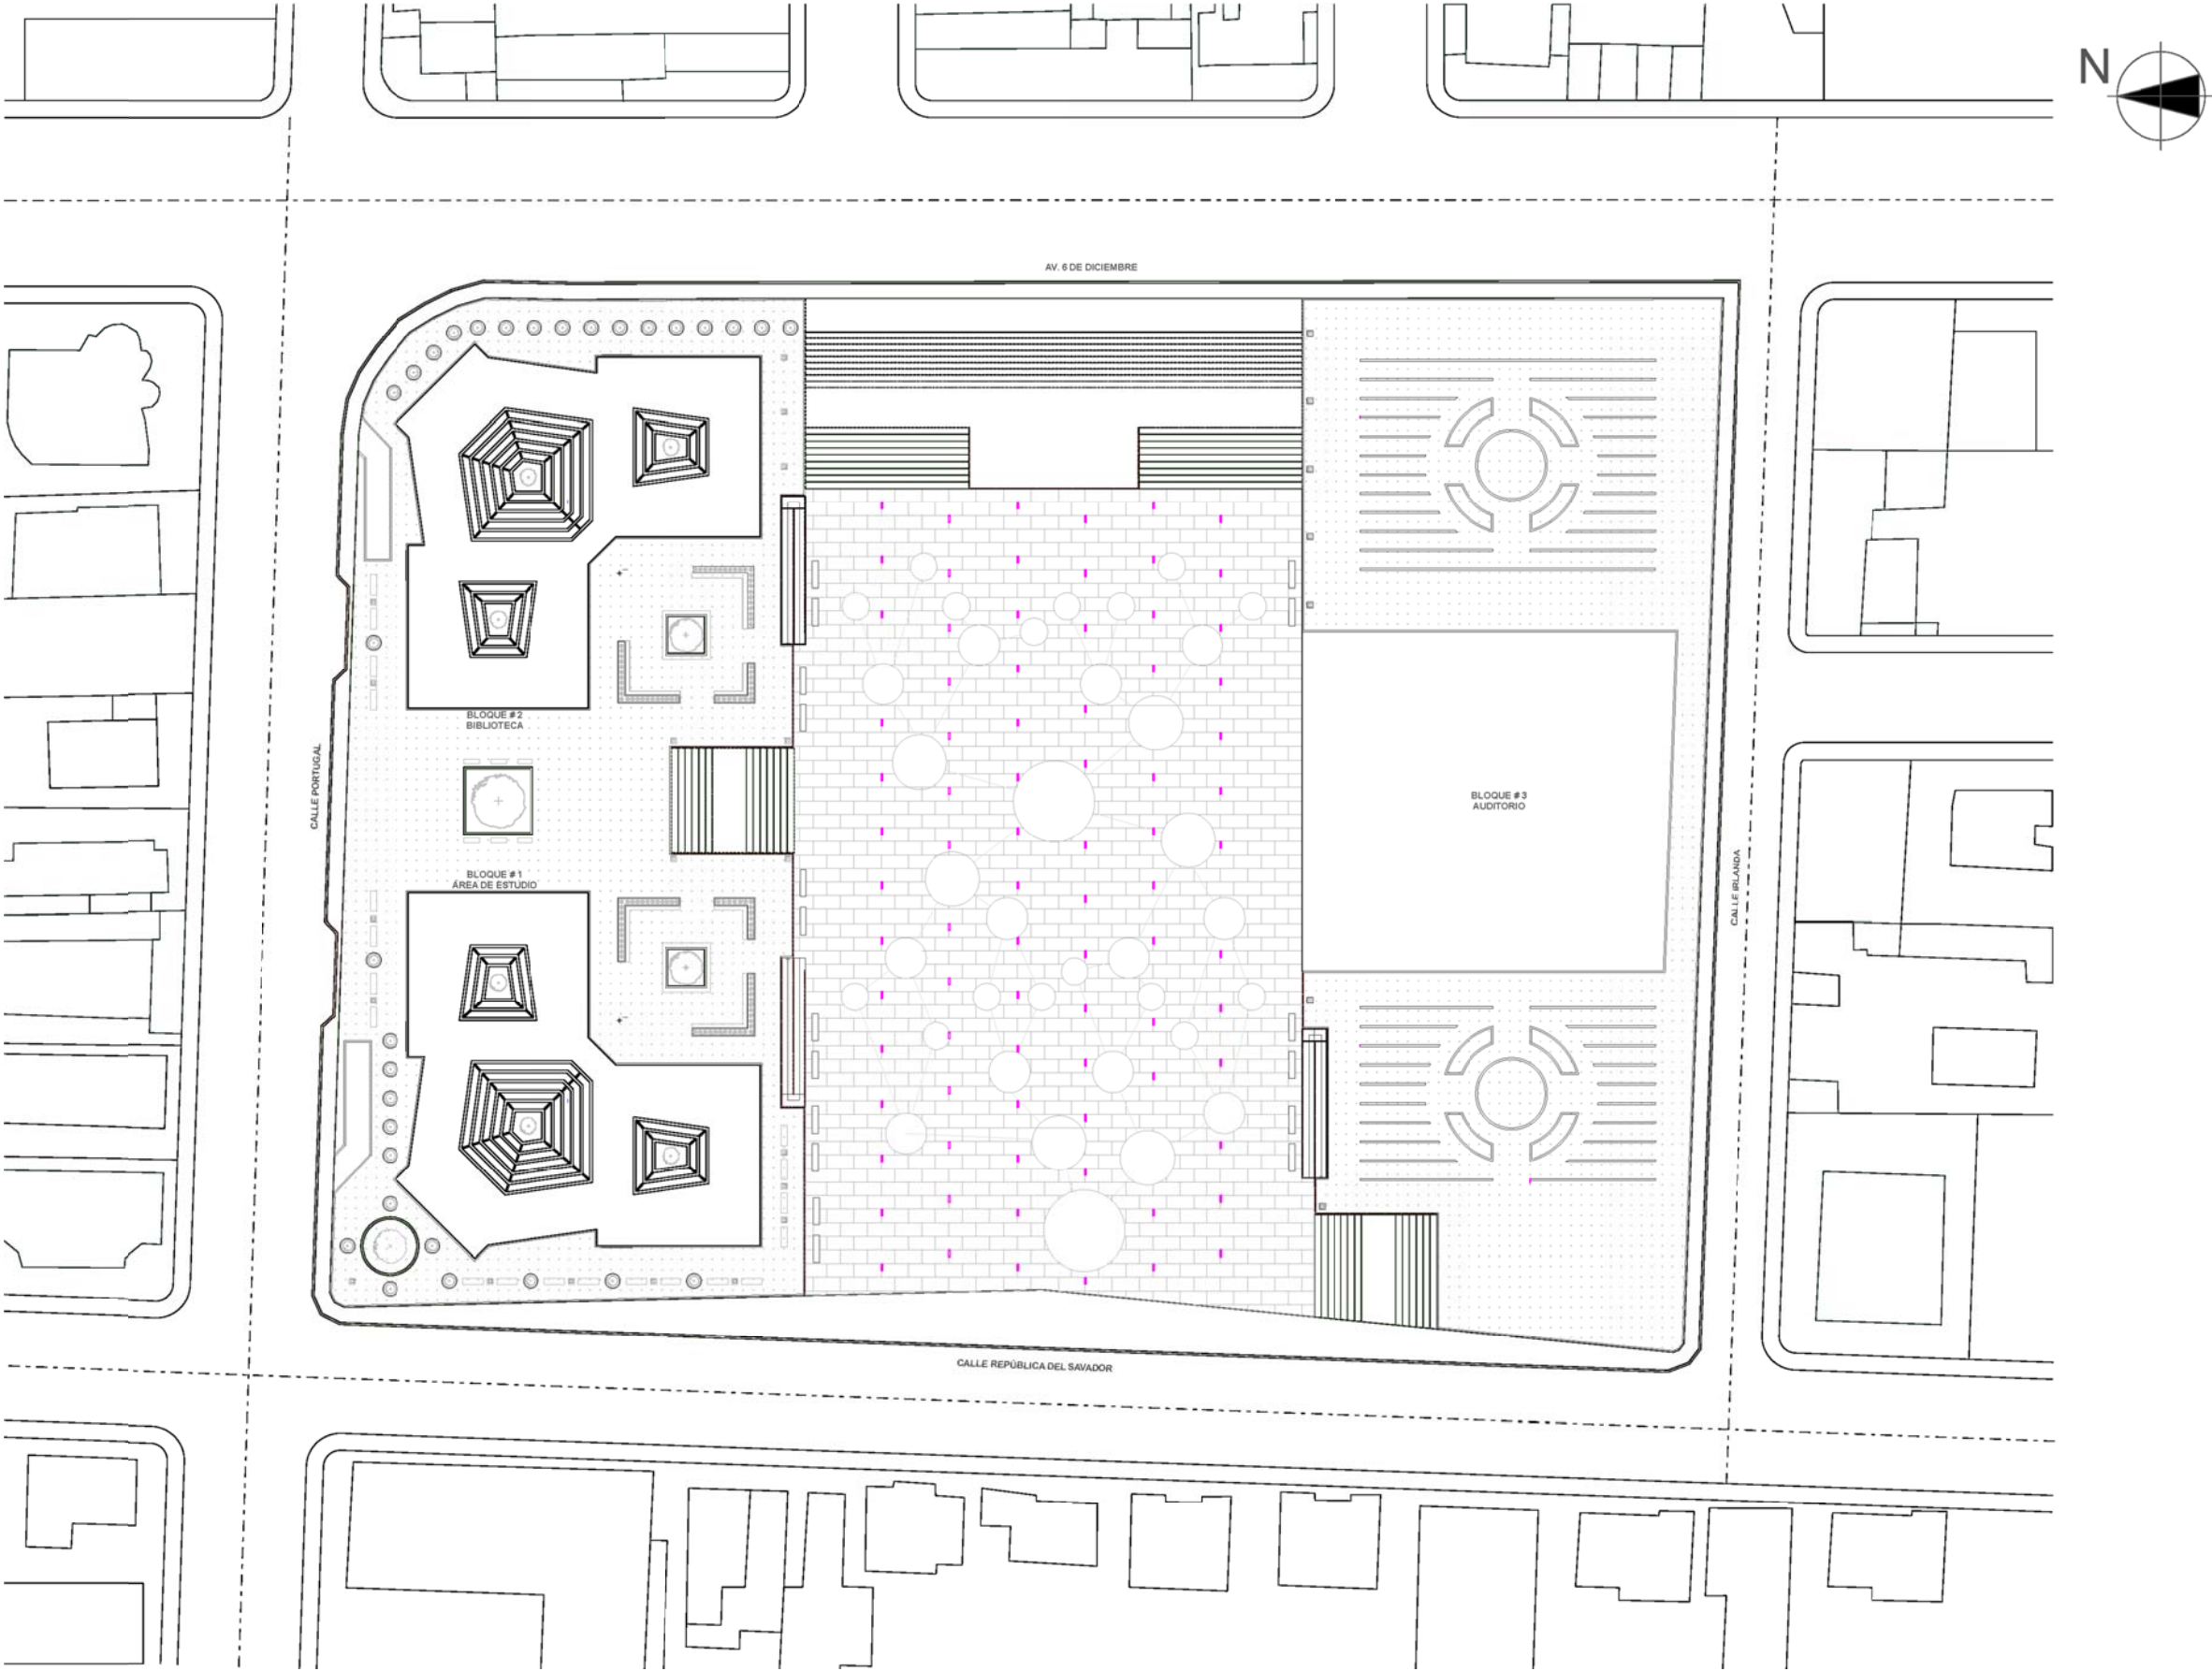 N
AV. 6 DE DICIEMBRE
BLOQUE #2
BIBLIOTECA
CALLE PORTUGAL
BLOQUE #3
AUDITORIO
BLOQUE #1
ÁREA DE ESTUDIO
CALLE IRLANDA
CALLE REPÚBLICA DEL SAVADOR